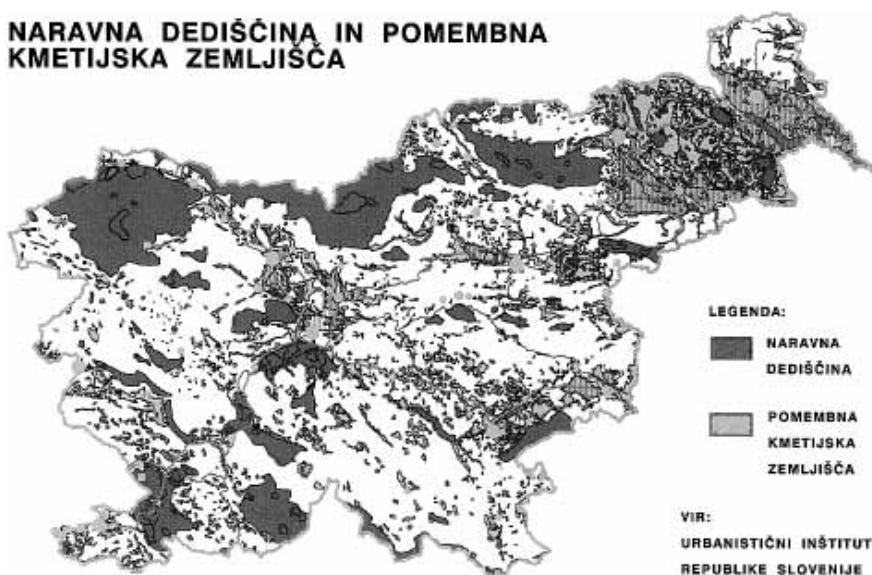 NARAVNA DEDIŠČINA IN POMEMBNA
KMETIJSKA ZEMLJIŠČA
LEGENDA:
NARAVNA
DEDIŠČINA
POMEMBNA
KMETIJSKA
ZEMLJIŠČA
VIR:
URBANISTIČNI INŠTITUT
REPUBLIKE SLOVENIJE